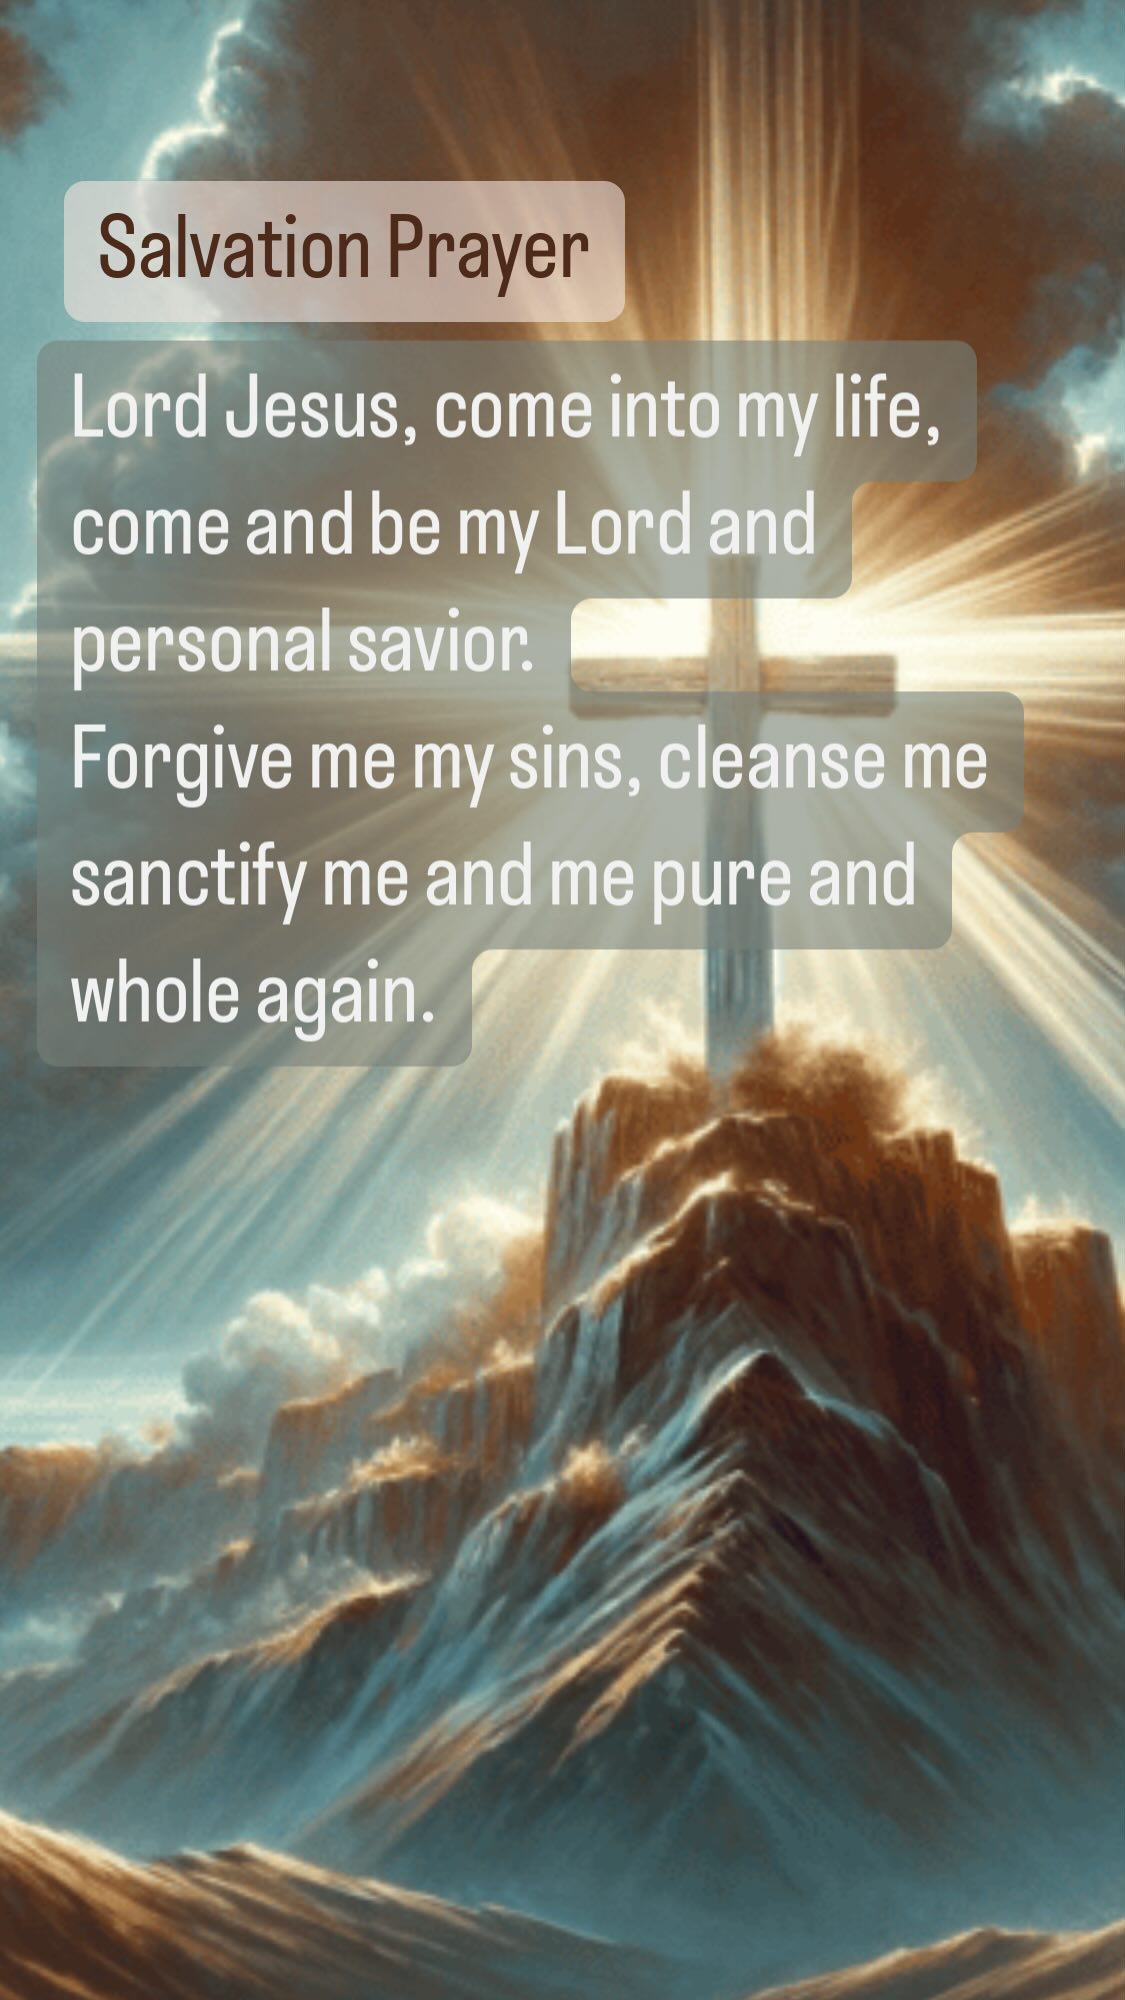 Salvation Prayer
Lord Jesus, come into my life,
come and be my Lord and
personal savior.
Forgive me my sins, cleanse me
sanctify me and me pure and
whole again.